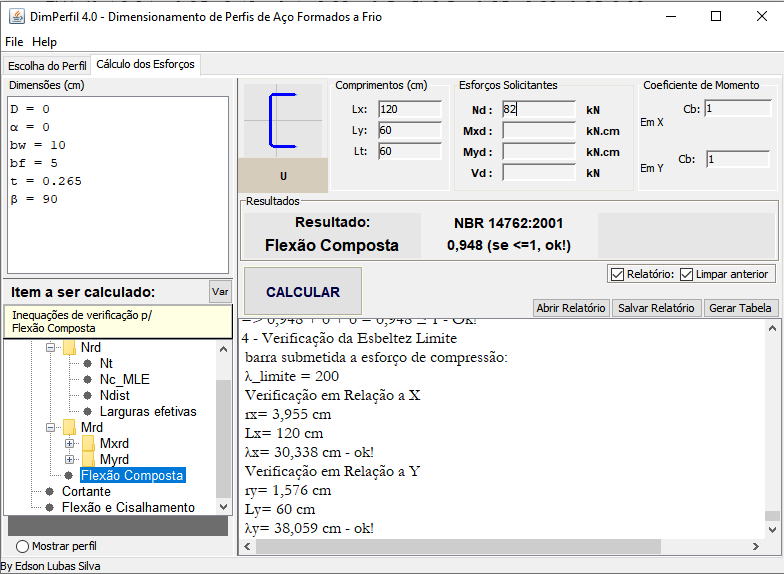 DimPerfil 4.0 - Dimensionamento de Perfis de Aço Formados a Frio
File Help
Escolha do Perfil Cálculo dos Esforços
Dimensões (cm)
D = 0
α = 0
bw = 10
bf = 5
t = 0.265
β = 90
U
Comprimentos (cm)
Lx: 120
Ly: 60
Lt: 60
Esforços Solicitantes
Nd : 82 kN
Mxd : kN.cm
Myd : kN.cm
Vd : kN
Coeficiente de Momento
Cb: 1
Em X
Cb: 1
Em Y
Resultados
Resultado:
Flexão Composta
NBR 14762:2001
0,948 (se <=1, ok!)
Item a ser calculado: Var
Inequações de verificação p/
Flexão Composta
Nrd
Nt
Nc_MLE
Ndist
Larguras efetivas
Mrd
Mxrd
Myrd
Flexão Composta
Cortante
Flexão e Cisalhamento
Mostrar perfil
CALCULAR
Relatório: Limpar anterior
Abrir Relatório Salvar Relatório Gerar Tabela
=> 0,948 + 0 + 0 = 0,948 ≤ 1 - Ok!
4 - Verificação da Esbeltez Limite
barra submetida a esforço de compressão:
λ_limite = 200
Verificação em Relação a X
rx= 3,955 cm
Lx= 120 cm
λx= 30,338 cm - ok!
Verificação em Relação a Y
ry= 1,576 cm
Ly= 60 cm
λy= 38,059 cm - ok!
By Edson Lubas Silva